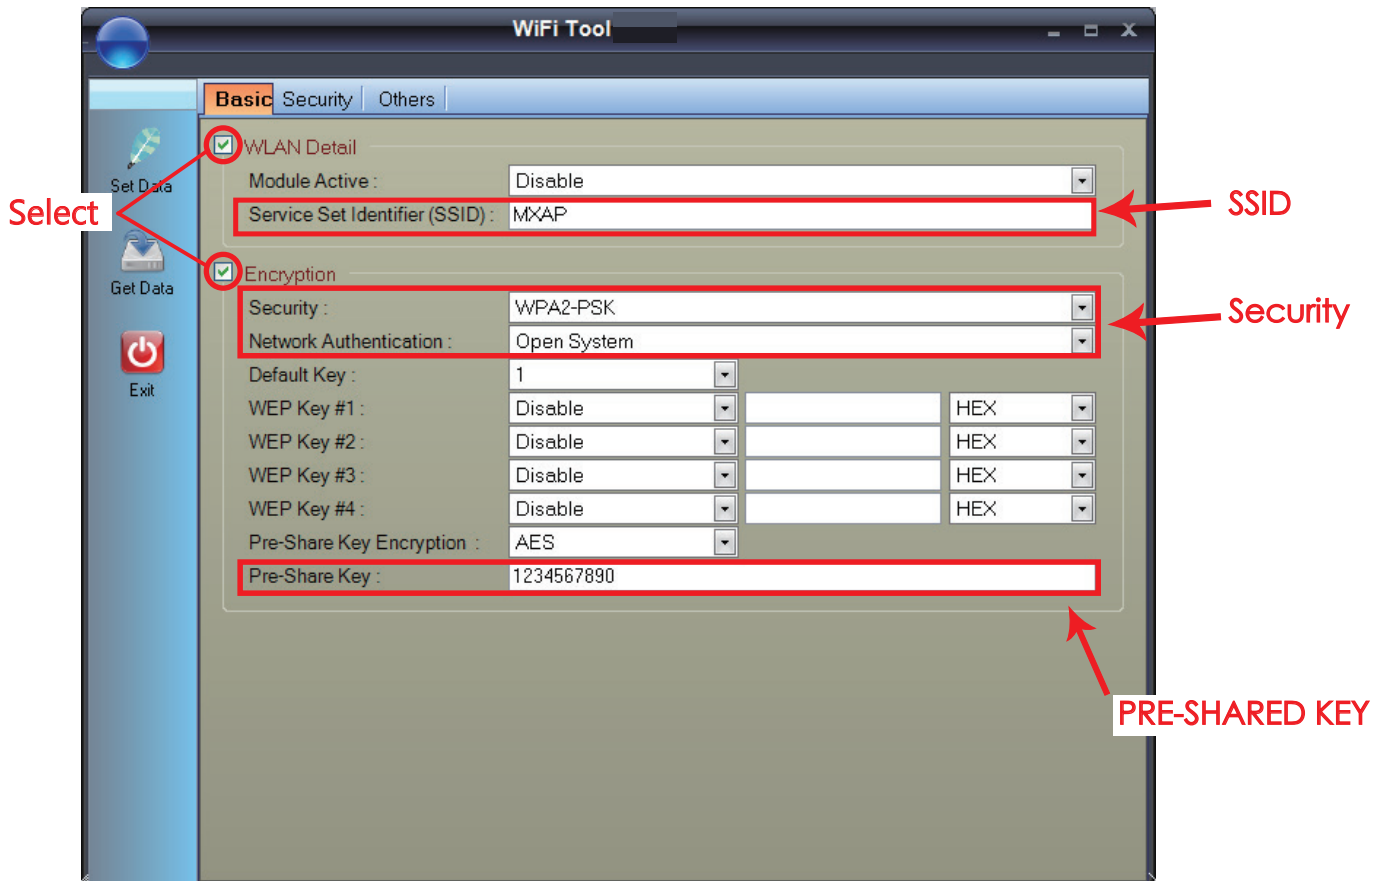 WiFi Tool
Basic Security Others
WLAN Detail
Set Data
Module Active : Disable
Select
Service Set Identifier (SSID) : MXAP
SSID
Encryption
Get Data
Security : WPA2-PSK
Security
Network Authentication : Open System
Default Key : 1
Exit
WEP Key #1 : Disable HEX
WEP Key #2 : Disable HEX
WEP Key #3 : Disable HEX
WEP Key #4 : Disable HEX
Pre-Share Key Encryption : AES
Pre-Share Key : 1234567890
PRE-SHARED KEY